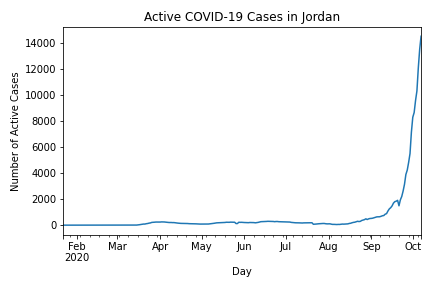 Active COVID-19 Cases in Jordan
14000
12000
10000
8000
6000
4000
2000
0
Number of Active Cases
Feb Mar Apr May Jun Jul Aug Sep Oct
2020
Day